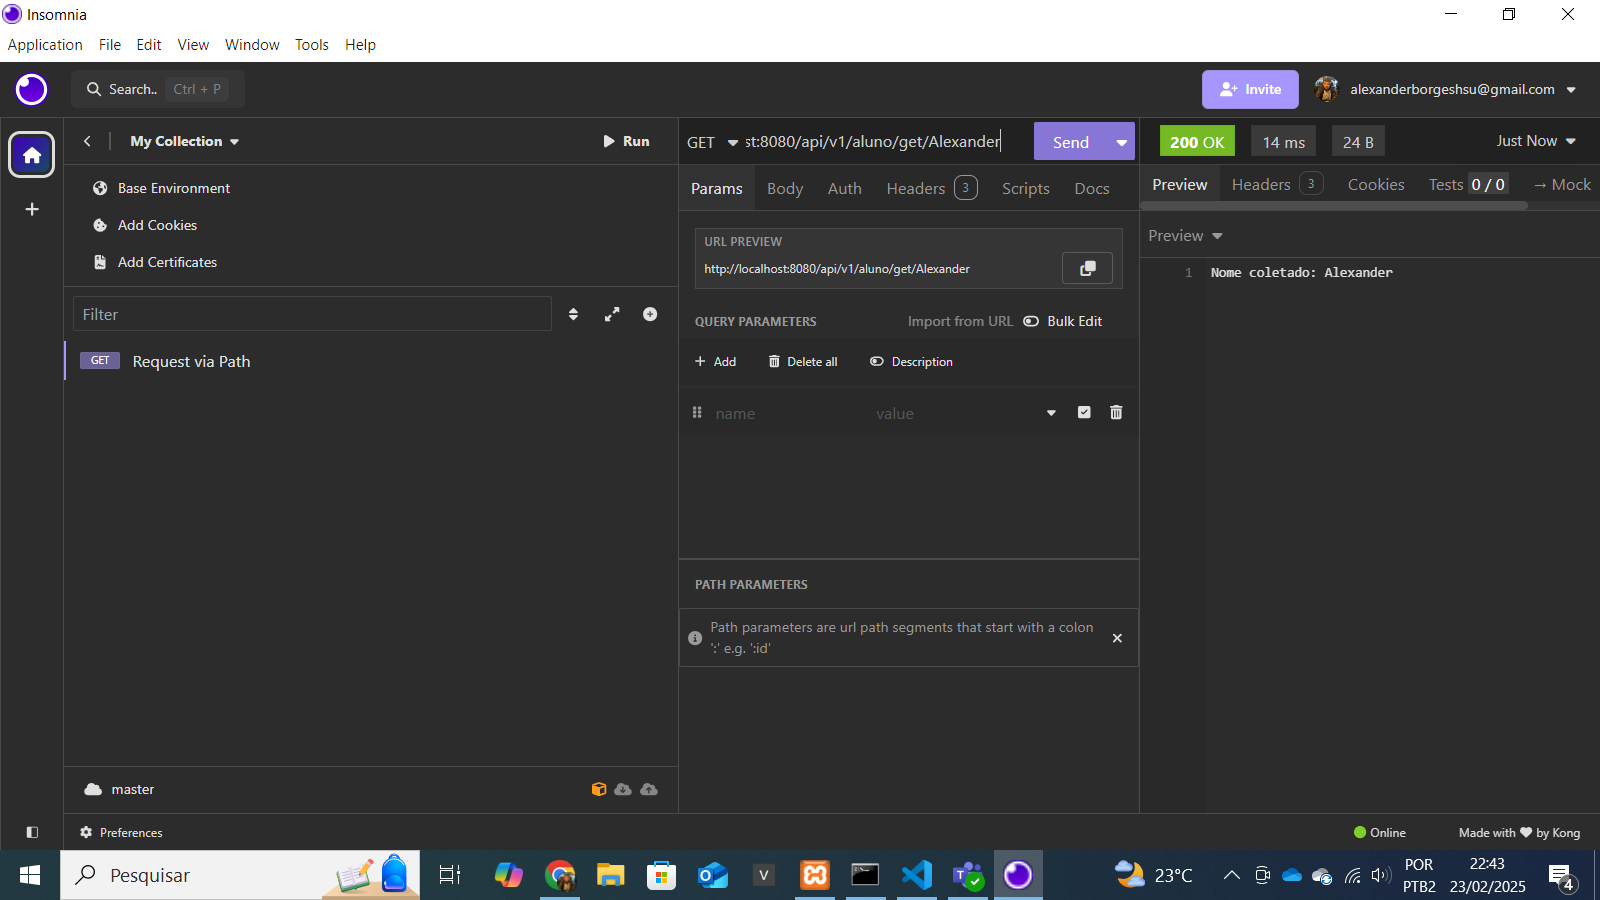 Insomnia
Application File Edit View Window Tools Help
Search.. Ctrl + P
Invite
alexanderborgeshsu@gmail.com
My Collection
Run
Base Environment
Add Cookies
Add Certificates
Filter
GET Request via Path
master
Preferences
GET st:8080/api/v1/aluno/get/Alexander
Send
Params Body Auth Headers 3 Scripts Docs
URL PREVIEW
http://localhost:8080/api/v1/aluno/get/Alexander
QUERY PARAMETERS Import from URL Bulk Edit
Add Delete all Description
name value
PATH PARAMETERS
Path parameters are url path segments that start with a colon
':' e.g. ':id'
200 OK 14 ms 24 B Just Now
Preview Headers 3 Cookies Tests 0 / 0 → Mock
Preview
1 Nome coletado: Alexander
Online
Made with ❤ by Kong
Pesquisar
V
T
23°C
POR
PTB2
22:43
23/02/2025
4